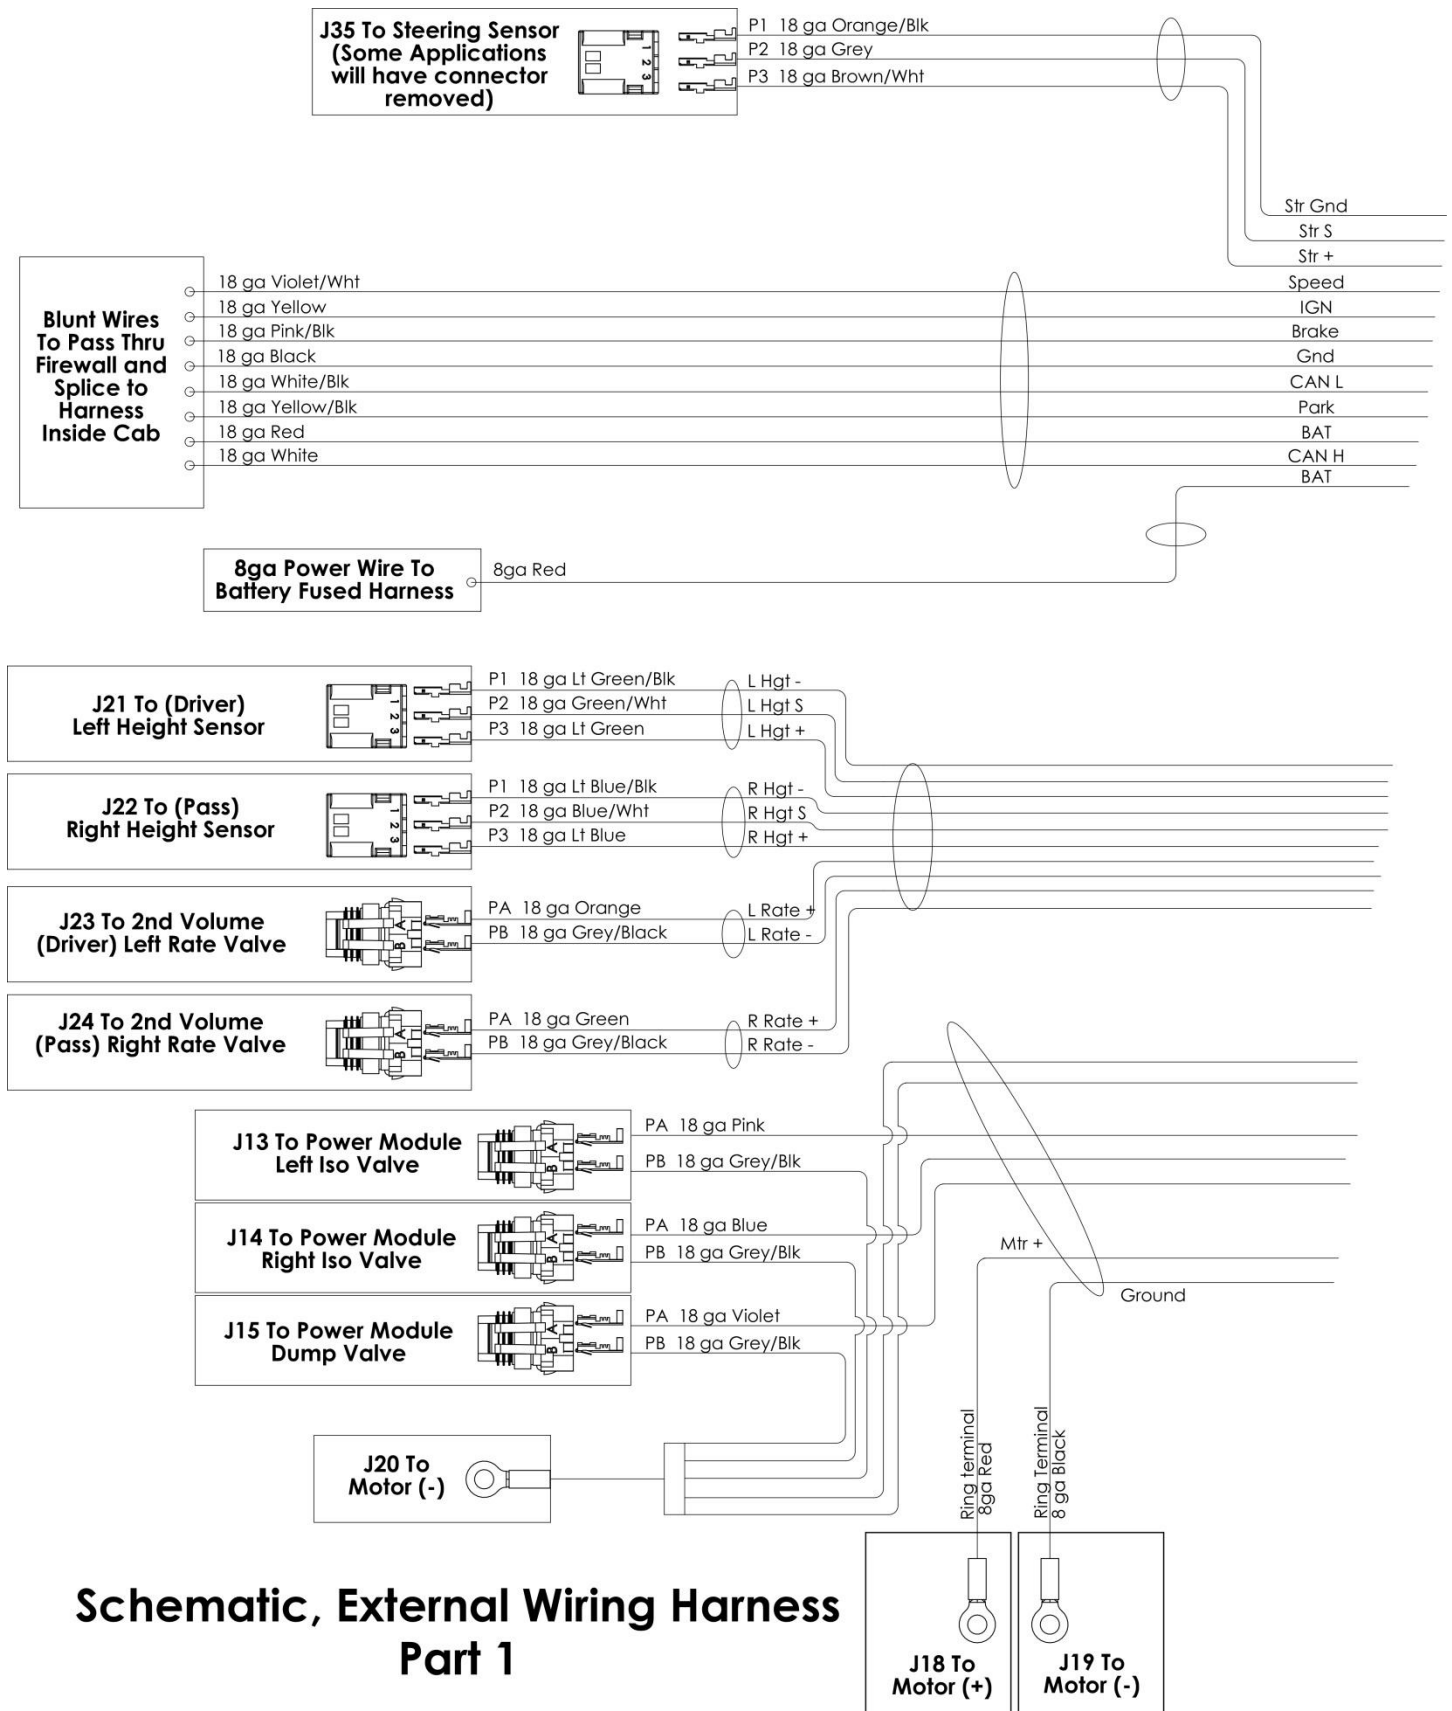 J35 To Steering Sensor
(Some Applications
will have connector
removed)
1
2
3
P1 18 ga Orange/Blk
P2 18 ga Grey
P3 18 ga Brown/Wht
Str Gnd
Str S
Str +
Blunt Wires
To Pass Thru
Firewall and
Splice to
Harness
Inside Cab
18 ga Violet/Wht
18 ga Yellow
18 ga Pink/Blk
18 ga Black
18 ga White/Blk
18 ga Yellow/Blk
18 ga Red
18 ga White
Speed
IGN
Brake
Gnd
CAN L
Park
BAT
CAN H
BAT
8ga Power Wire To
Battery Fused Harness
8ga Red
J21 To (Driver)
Left Height Sensor
1
2
3
P1 18 ga Lt Green/Blk
P2 18 ga Green/Wht
P3 18 ga Lt Green
L Hgt -
L Hgt S
L Hgt +
J22 To (Pass)
Right Height Sensor
1
2
3
P1 18 ga Lt Blue/Blk
P2 18 ga Blue/Wht
P3 18 ga Lt Blue
R Hgt -
R Hgt S
R Hgt +
J23 To 2nd Volume
(Driver) Left Rate Valve
A
B
PA 18 ga Orange
PB 18 ga Grey/Black
L Rate +
L Rate -
J24 To 2nd Volume
(Pass) Right Rate Valve
A
B
PA 18 ga Green
PB 18 ga Grey/Black
R Rate +
R Rate -
J13 To Power Module
Left Iso Valve
A
B
PA 18 ga Pink
PB 18 ga Grey/Blk
J14 To Power Module
Right Iso Valve
A
B
PA 18 ga Blue
PB 18 ga Grey/Blk
J15 To Power Module
Dump Valve
A
B
PA 18 ga Violet
PB 18 ga Grey/Blk
Mtr +
Ground
J20 To
Motor (-)
Ring terminal
8ga Red
Ring Terminal
8 ga Black
J18 To
Motor (+)
J19 To
Motor (-)
Schematic, External Wiring Harness
Part 1